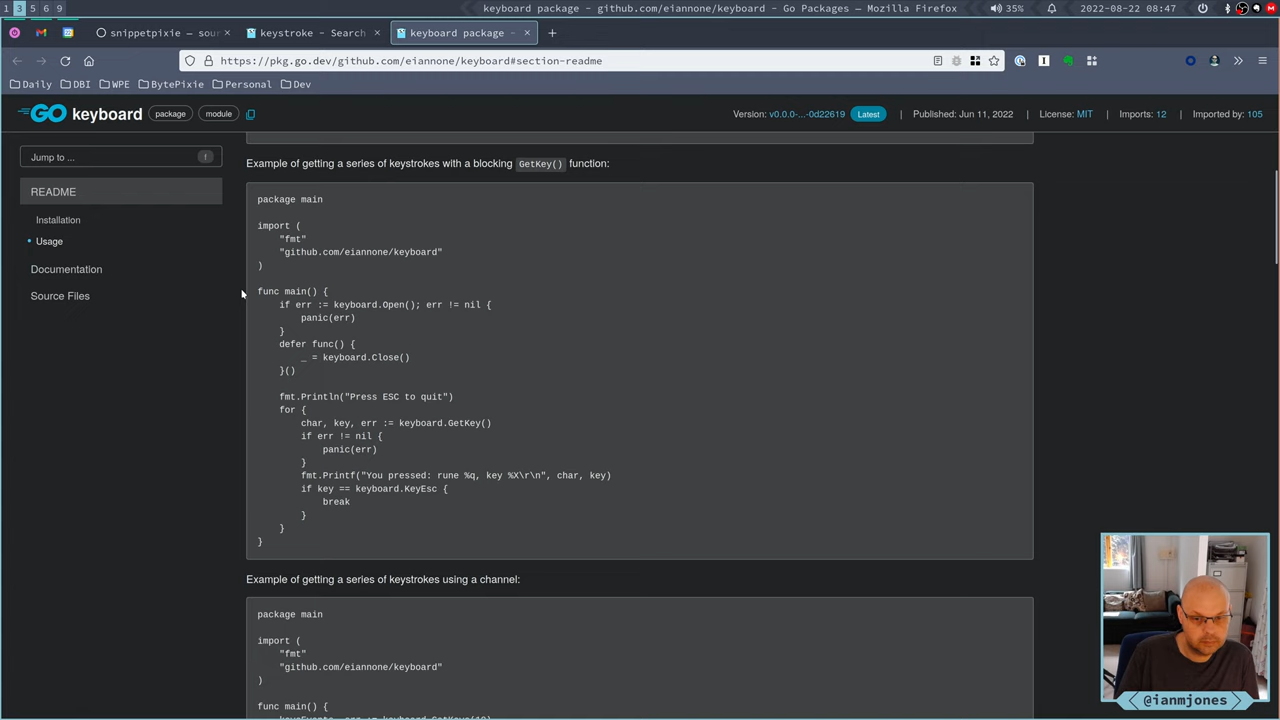 1 3 5 6 9
keyboard package - github.com/eiannone/keyboard - Go Packages — Mozilla Firefox
35%
2022-08-22 08:47
snippetpixie — sour
keystroke - Search
keyboard package -
https://pkg.go.dev/github.com/eiannone/keyboard#section-readme
Daily DBI WPE BytePixie Personal Dev
GO keyboard package module
Version: v0.0.0-...-0d22619 Latest | Published: Jun 11, 2022 | License: MIT | Imports: 12 | Imported by: 105
Jump to ... f
README
Installation
Usage
Documentation
Source Files
Example of getting a series of keystrokes with a blocking GetKey() function:
package main
import (
"fmt"
"github.com/eiannone/keyboard"
)
func main() {
if err := keyboard.Open(); err != nil {
panic(err)
}
defer func() {
_ = keyboard.Close()
}()
fmt.Println("Press ESC to quit")
for {
char, key, err := keyboard.GetKey()
if err != nil {
panic(err)
}
fmt.Printf("You pressed: rune %q, key %X\r\n", char, key)
if key == keyboard.KeyEsc {
break
}
}
}
Example of getting a series of keystrokes using a channel:
package main
import (
"fmt"
"github.com/eiannone/keyboard"
)
func main() {
@ianmjones